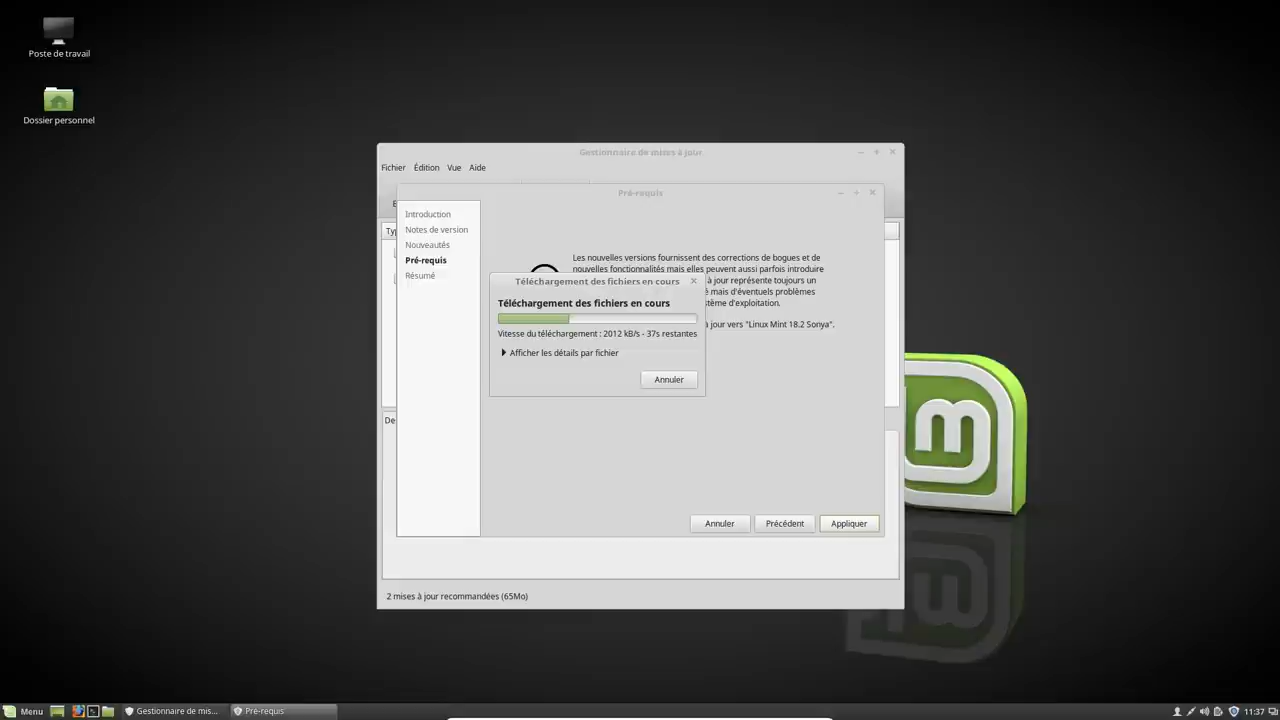 Poste de travail
Dossier personnel
Gestionnaire de mises à jour
Fichier Édition Vue Aide
Pré-requis
Introduction
Notes de version
Nouveautés
Pré-requis
Résumé
Les nouvelles versions fournissent des corrections de bogues et de
nouvelles fonctionnalités mais elles peuvent aussi parfois introduire
à jour représente toujours un
mais d'éventuels problèmes
d'exploitation.
à jour vers "Linux Mint 18.2 Sonya".
Téléchargement des fichiers en cours
Téléchargement des fichiers en cours
Vitesse du téléchargement : 2012 kB/s - 37s restantes
Afficher les détails par fichier
Annuler
Annuler Précédent Appliquer
2 mises à jour recommandées (65Mo)
Menu Gestionnaire de mis... Pré-requis 11:37